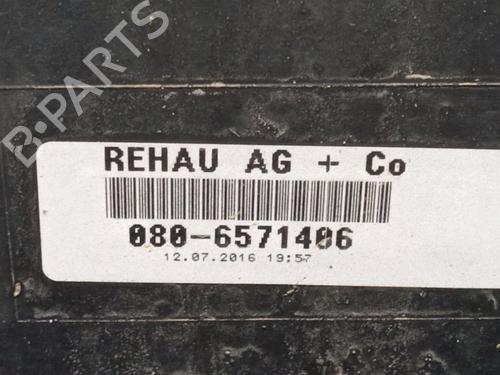 REHAU AG + Co
080-6571406
12.07.2016 19:57
B-PARTS